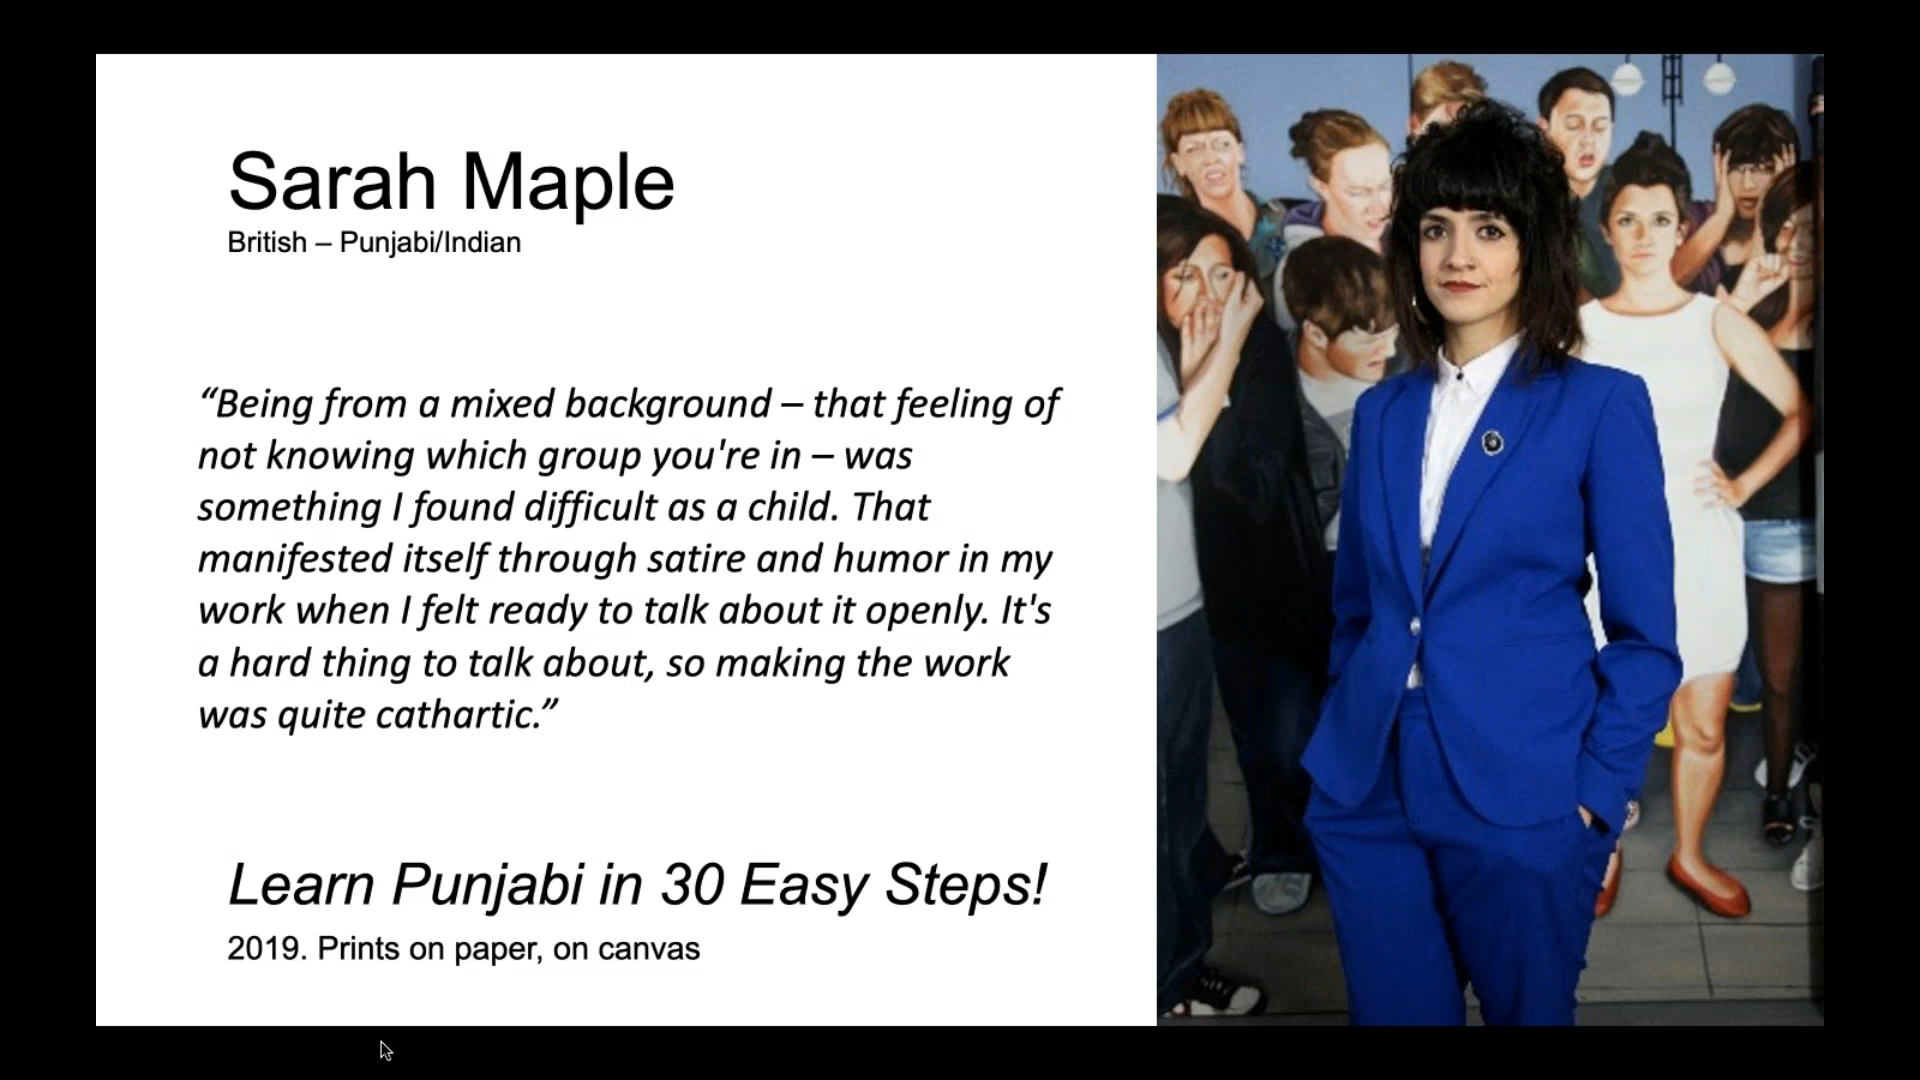 Sarah Maple
British – Punjabi/Indian
“Being from a mixed background – that feeling of
not knowing which group you're in – was
something I found difficult as a child. That
manifested itself through satire and humor in my
work when I felt ready to talk about it openly. It's
a hard thing to talk about, so making the work
was quite cathartic.”
Learn Punjabi in 30 Easy Steps!
2019. Prints on paper, on canvas